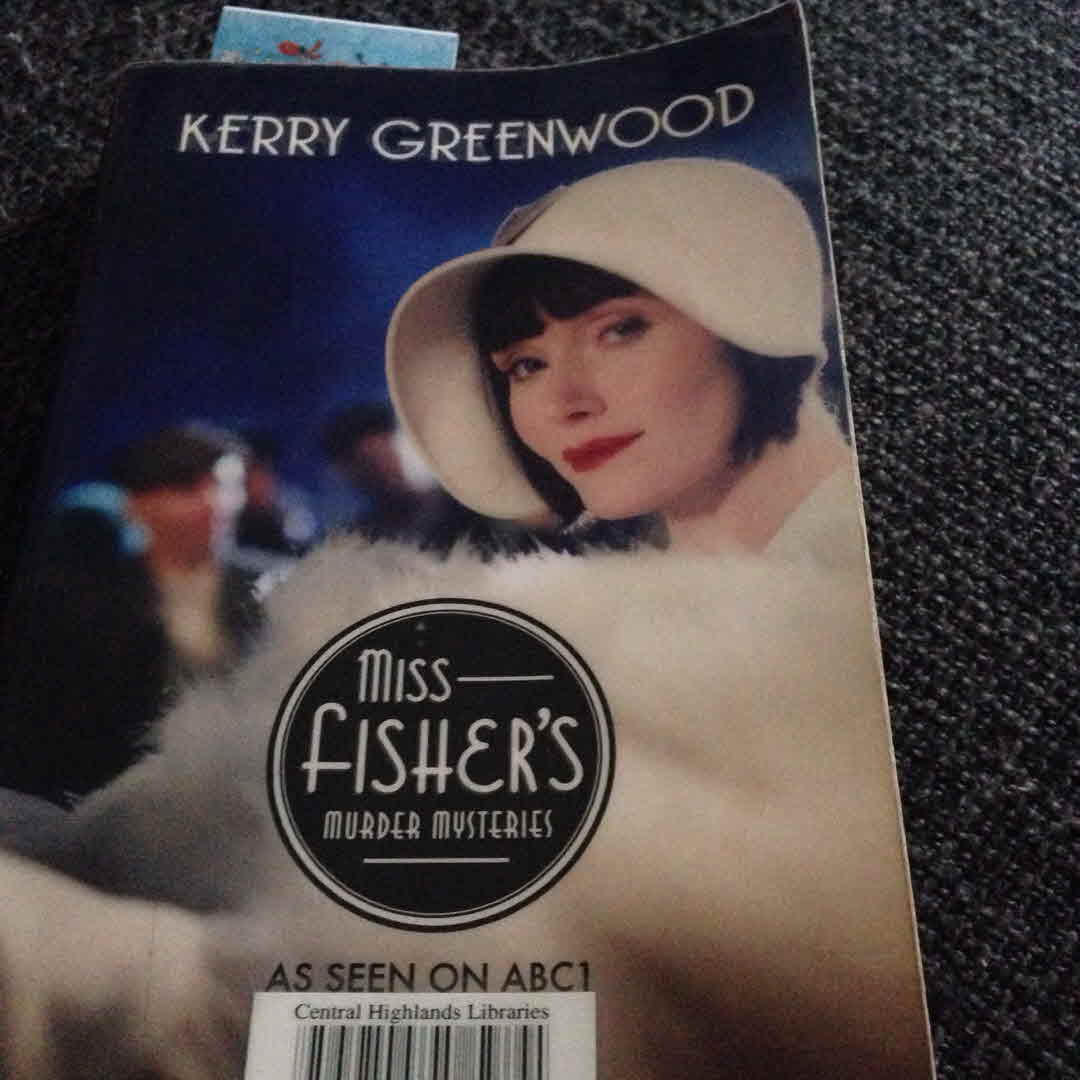 KERRY GREENWOOD
MISS
FISHER'S
MURDER MYSTERIES
AS SEEN ON ABC1
Central Highlands Libraries